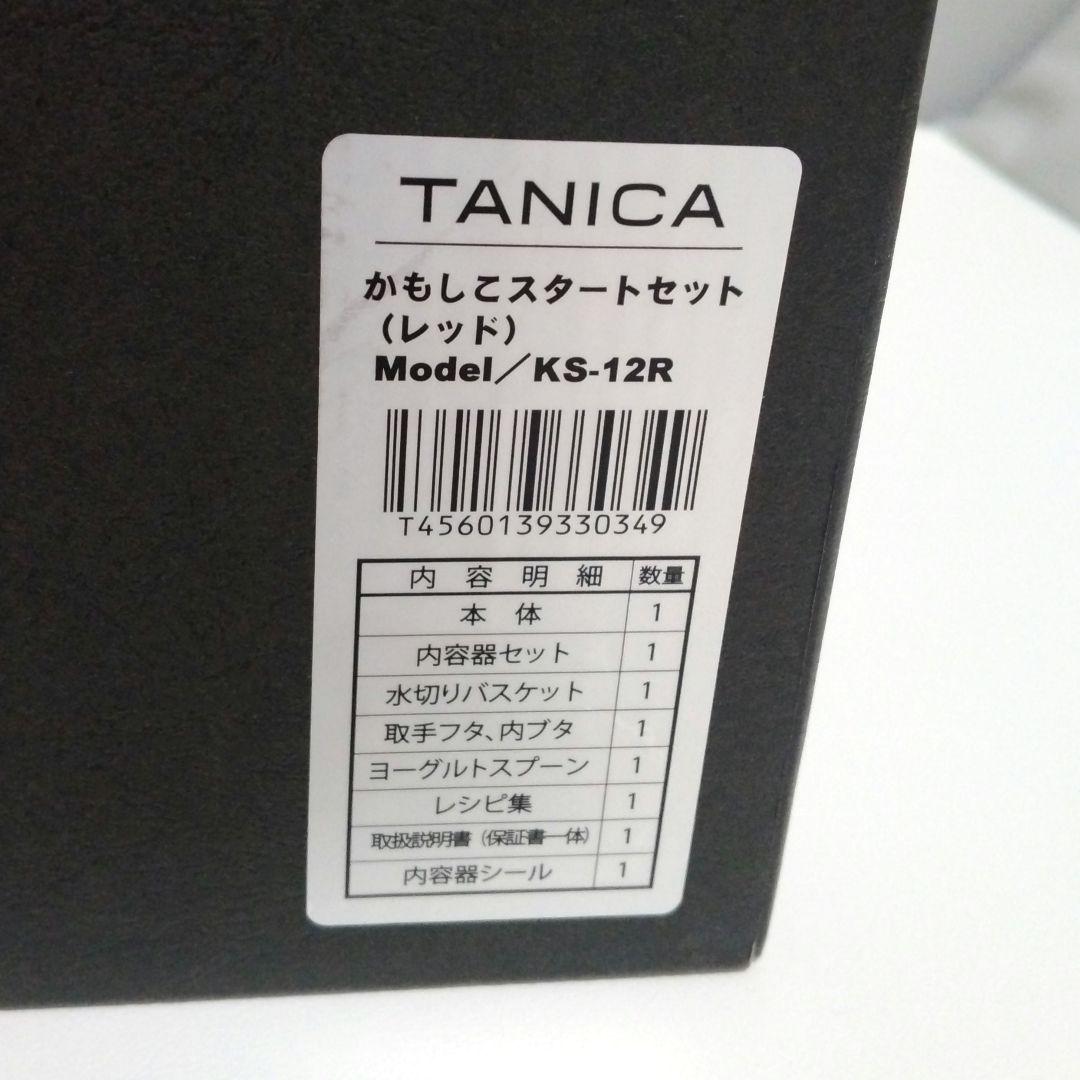 TANICA
かもしこスタートセット
（レッド）
Model／KS-12R
T4560139330349
内容明細 数量
本体 1
内容器セット 1
水切りバスケット 1
取手フタ、内ブタ 1
ヨーグルトスプーン 1
レシピ集 1
取扱説明書（保証書一体） 1
内容器シール 1